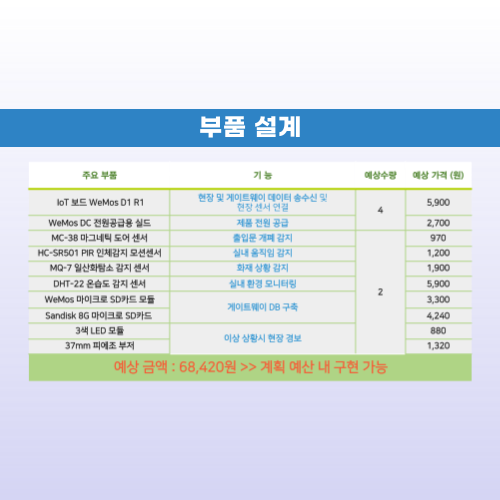 부품 설계
주요 부품 기 능 예상수량 예상 가격 (원)
IoT 보드 WeMos D1 R1 현장 및 게이트웨이 데이터 송수신 및 4 5,900
현장 센서 연결
WeMos DC 전원공급용 쉴드 제품 전원 공급 2,700
MC-38 마그네틱 도어 센서 출입문 개폐 감지 2 970
HC-SR501 PIR 인체감지 모션센서 실내 움직임 감지 1,200
MQ-7 일산화탐소 감지 센서 화재 상황 감지 1,900
DHT-22 온습도 감지 센서 실내 환경 모니터링 5,900
WeMos 마이크로 SD카드 모듈 게이트웨이 DB 구축 3,300
Sandisk 8G 마이크로 SD카드 4,240
3색 LED 모듈 이상 상황시 현장 경보 880
37mm 피에조 부저 1,320
예상 금액 : 68,420원 >> 계획 예산 내 구현 가능